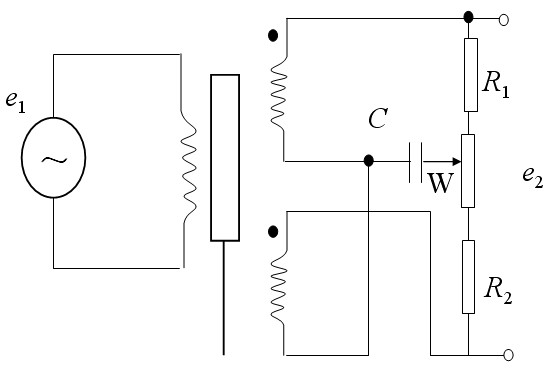 e₁
~
C
R₁
W
e₂
R₂